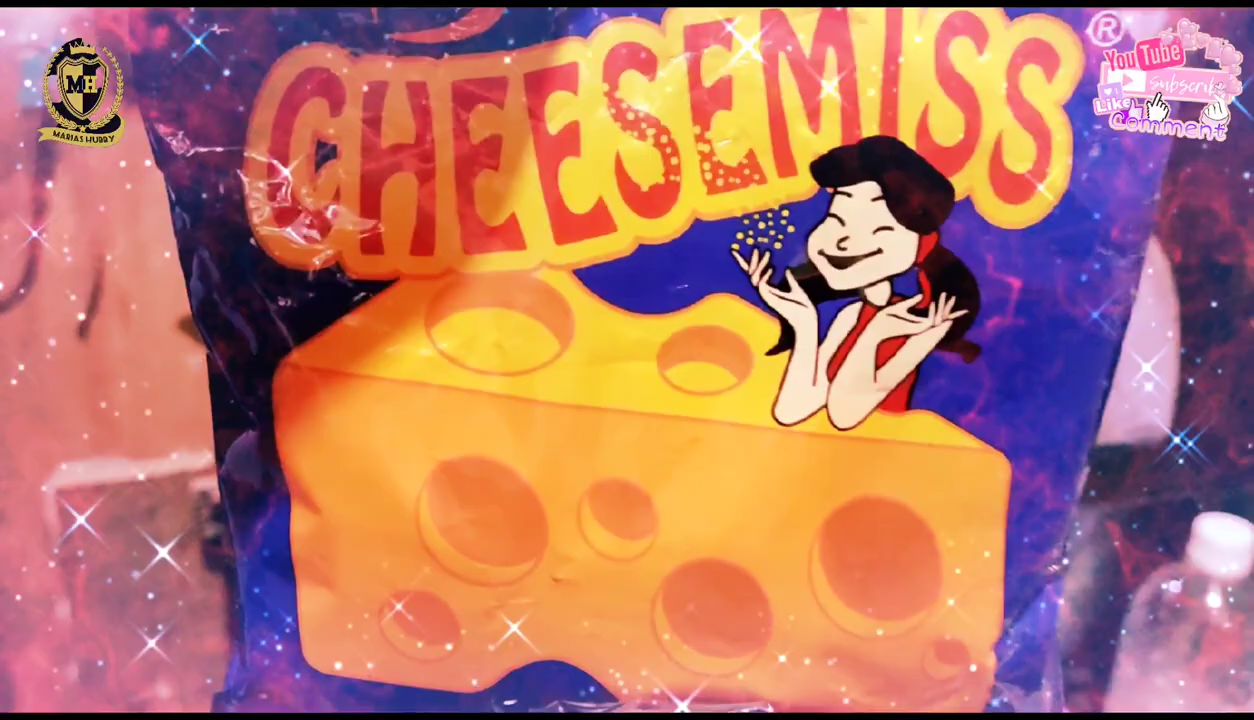 CHEESEMISS
®
MH
MARIAS HUBBY
YouTube
subscribe
Like
Comment